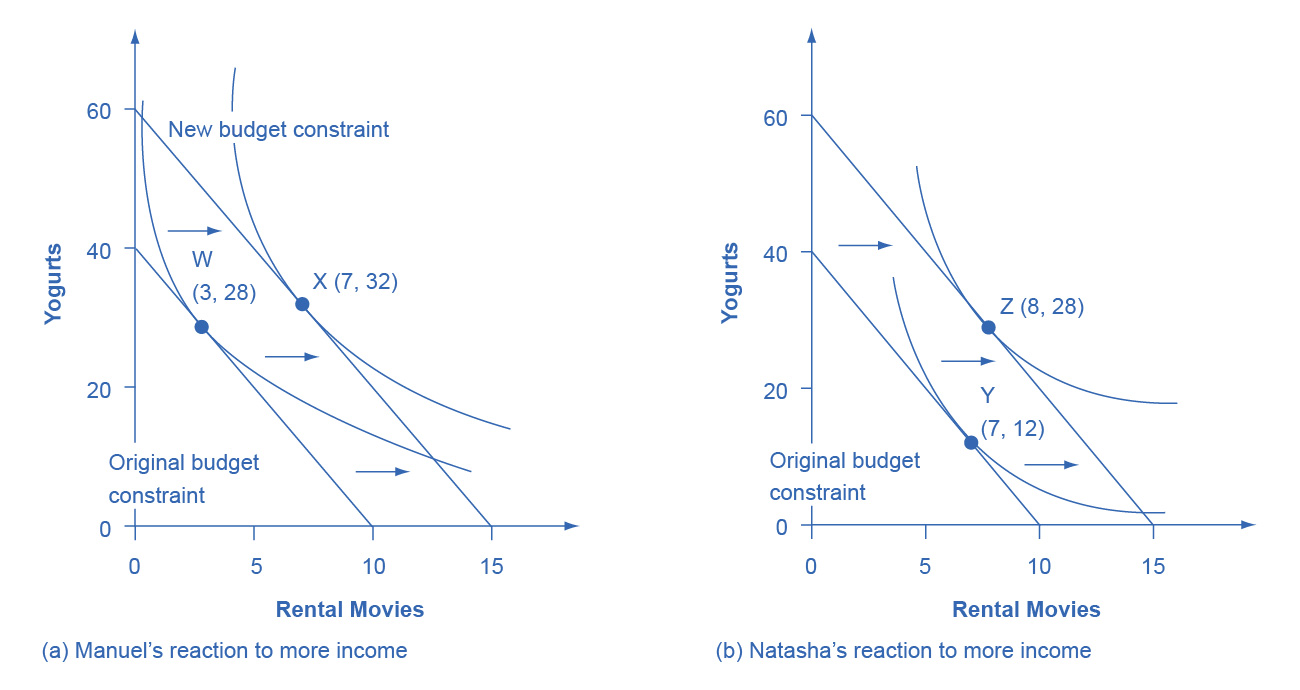 60
New budget constraint
40
W
(3, 28)
X (7, 32)
Yogurts
20
Original budget
constraint
0
0 5 10 15
Rental Movies
(a) Manuel’s reaction to more income
60
40
Z (8, 28)
Yogurts
20
Y
(7, 12)
Original budget
constraint
0
0 5 10 15
Rental Movies
(b) Natasha’s reaction to more income